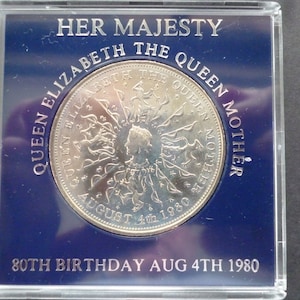 HER MAJESTY
QUEEN ELIZABETH THE QUEEN MOTHER
QUEEN ELIZABETH THE QUEEN MOTHER
AUGUST 4th 1980
80TH BIRTHDAY AUG 4TH 1980